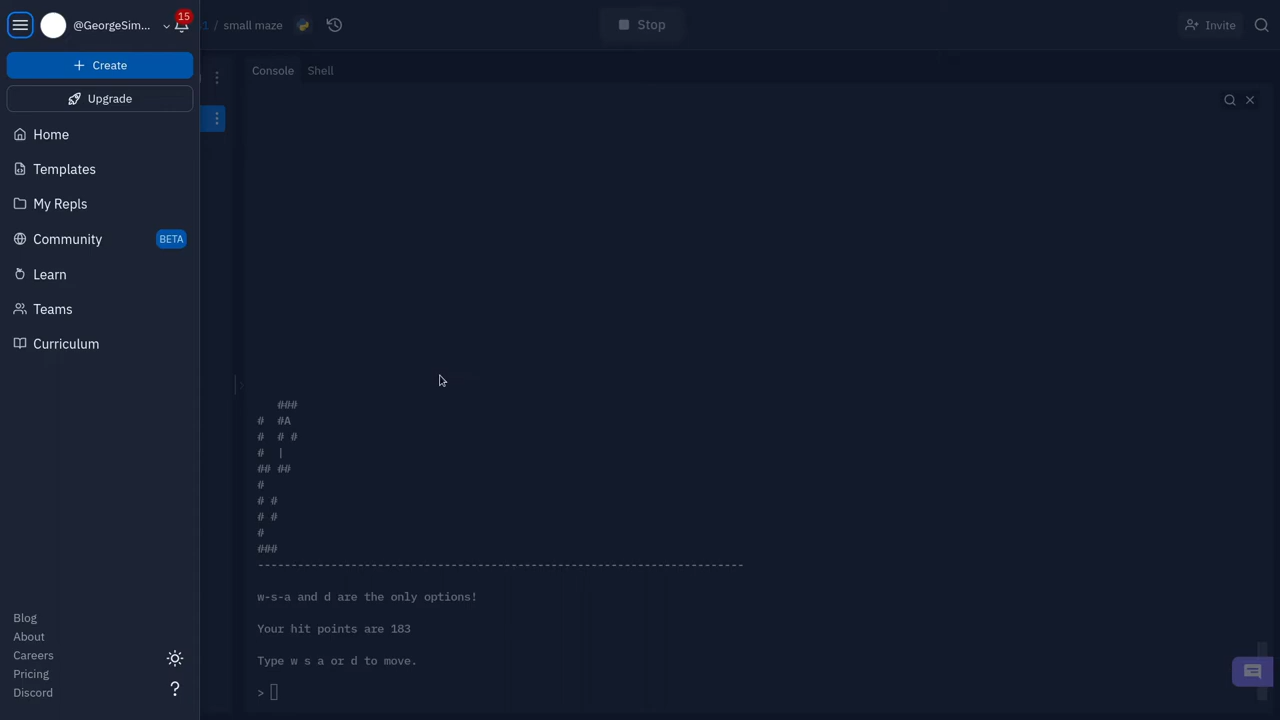 @GeorgeSim... 15 1 / small maze Stop Invite
Create
Console Shell
Upgrade
Home
Templates
My Repls
Community BETA
Learn
Teams
Curriculum
   ###
#  #A
#  # #
#  |
## ##
#
# #
# #
#
###
-------------------------------------------------------------------------
w-s-a and d are the only options!
Your hit points are 183
Type w s a or d to move.
>
Blog
About
Careers
Pricing
Discord
?